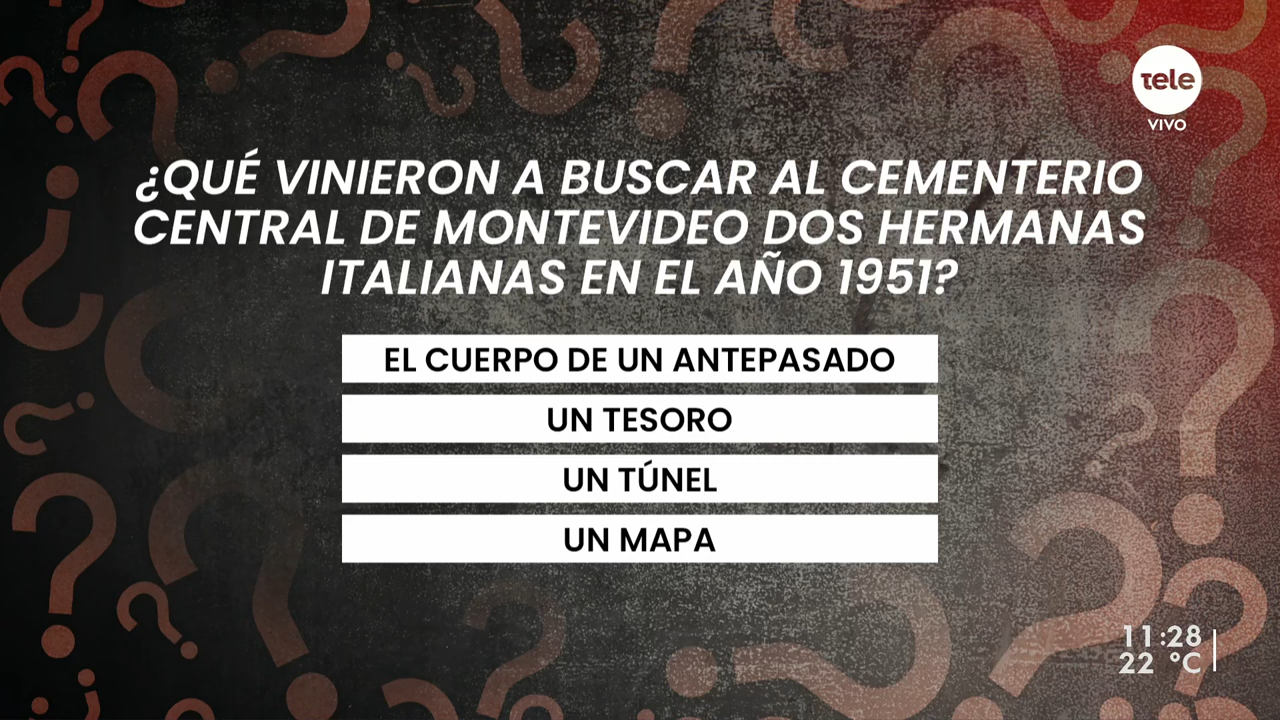 tele
VIVO
¿QUÉ VINIERON A BUSCAR AL CEMENTERIO
CENTRAL DE MONTEVIDEO DOS HERMANAS
ITALIANAS EN EL AÑO 1951?
EL CUERPO DE UN ANTEPASADO
UN TESORO
UN TÚNEL
UN MAPA
11:28
22 °C